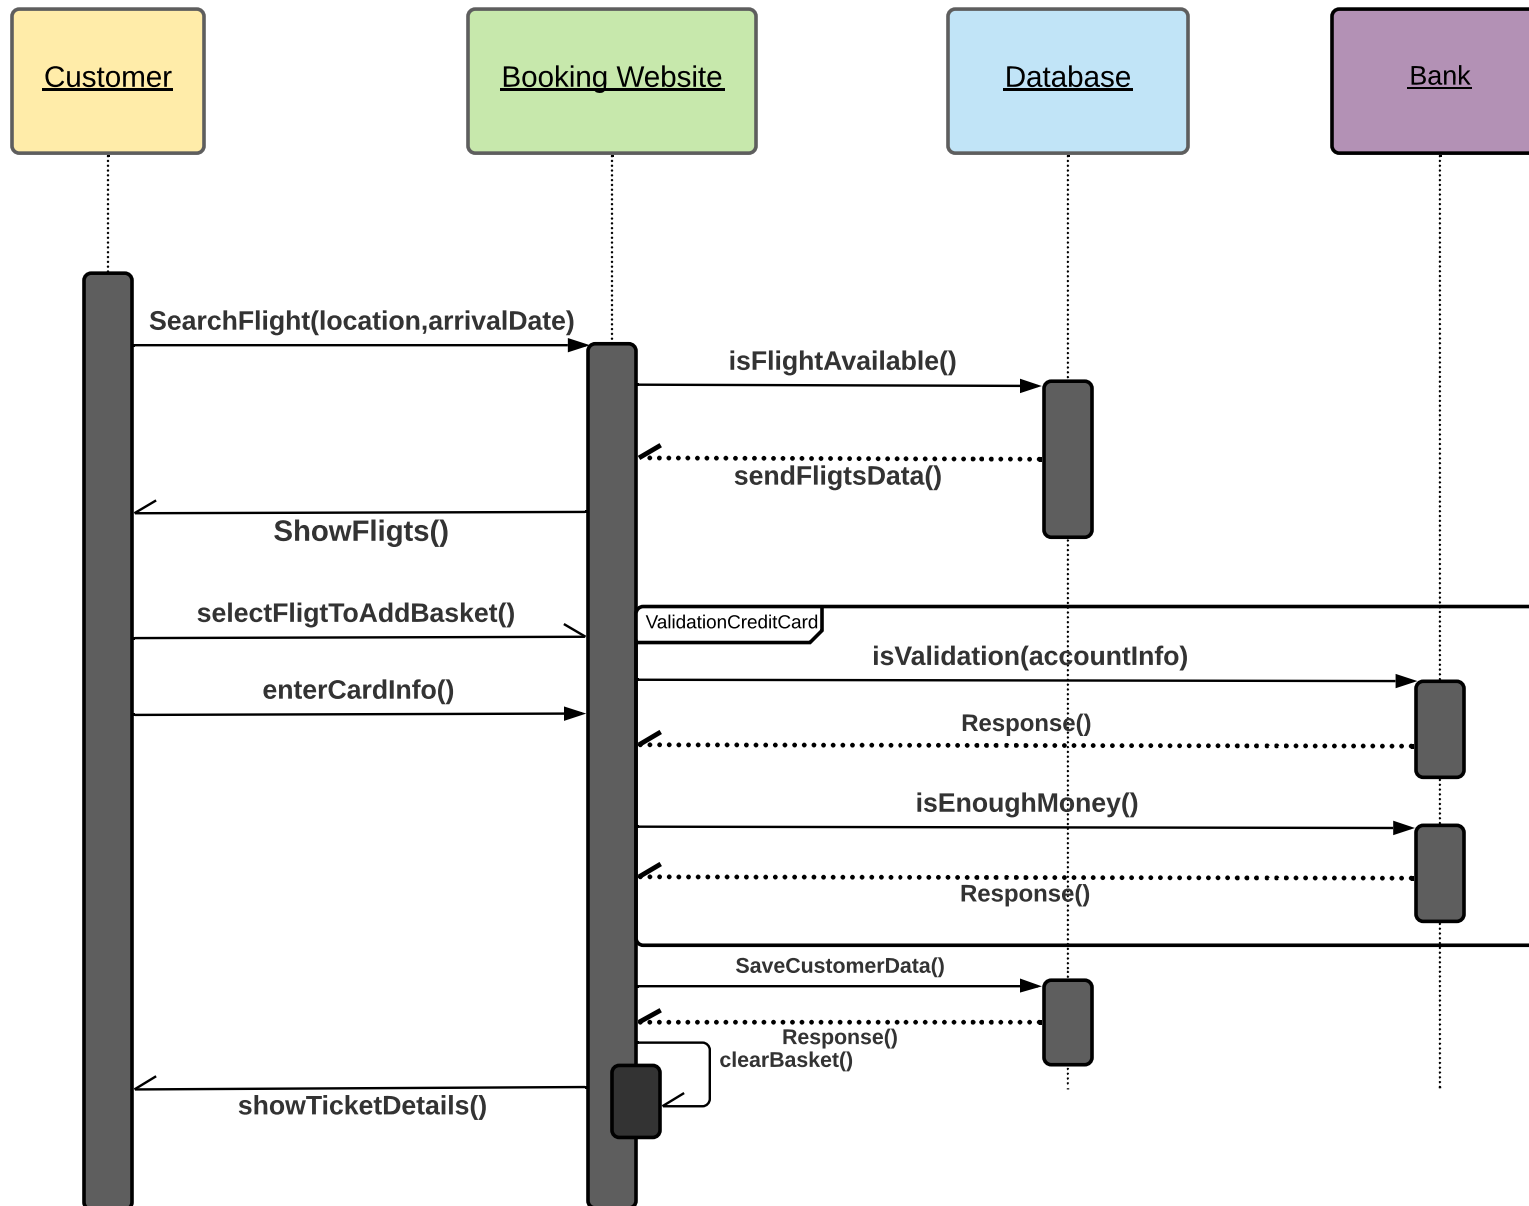 Customer
Booking Website
Database
Bank
SearchFlight(location,arrivalDate)
isFlightAvailable()
sendFligtsData()
ShowFligts()
selectFligtToAddBasket()
ValidationCreditCard
isValidation(accountInfo)
enterCardInfo()
Response()
isEnoughMoney()
Response()
SaveCustomerData()
Response()
clearBasket()
showTicketDetails()